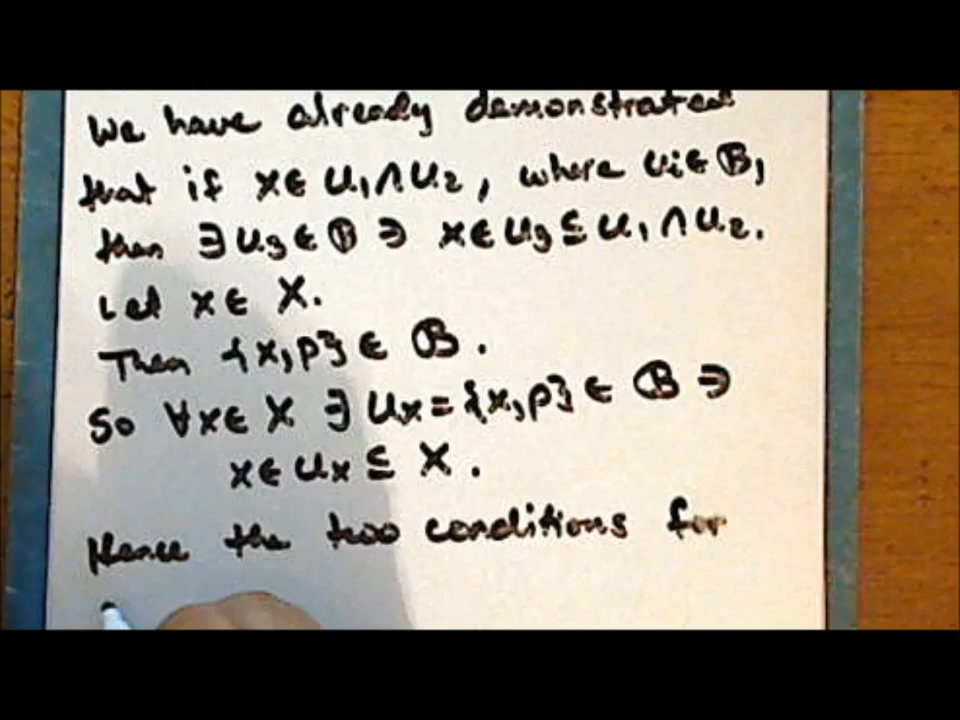 We have already demonstrated
that if x ∈ U₁ ∩ U₂, where Uᵢ ∈ 𝔹,
then ∃ U₃ ∈ 𝔹 ∋ x ∈ U₃ ⊆ U₁ ∩ U₂.
Let x ∈ X.
Then {x, p} ∈ 𝔹.
So ∀x ∈ X ∃ Uₓ = {x, p} ∈ 𝔹 ∋
x ∈ Uₓ ⊆ X.
Hence the two conditions for